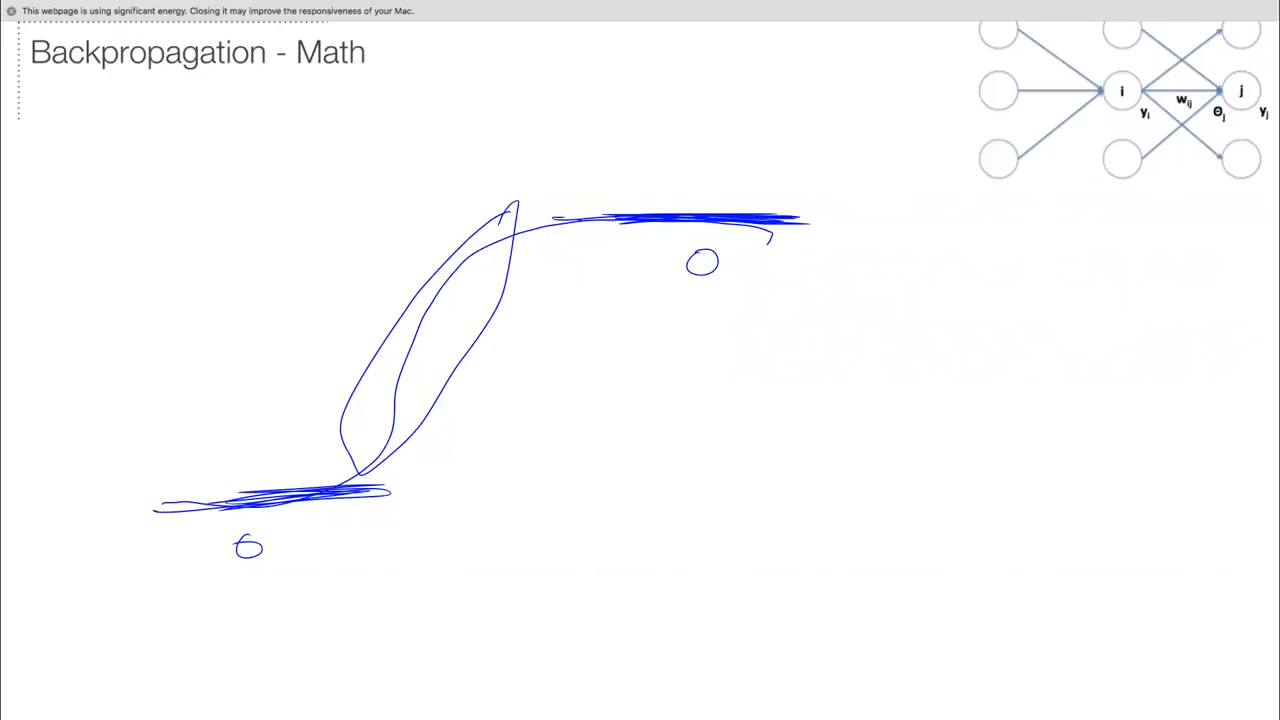 This webpage is using significant energy. Closing it may improve the responsiveness of your Mac.
Backpropagation - Math
i
j
wij
yi
Θj
yj
0
0